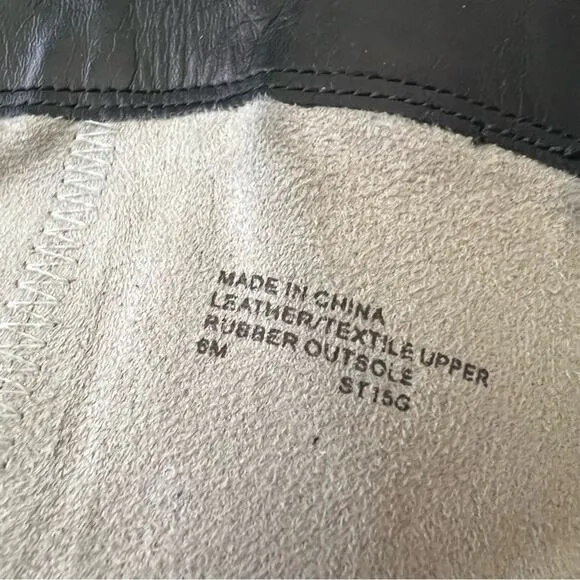 MADE IN CHINA
LEATHER/TEXTILE UPPER
RUBBER OUTSOLE
6M ST15G